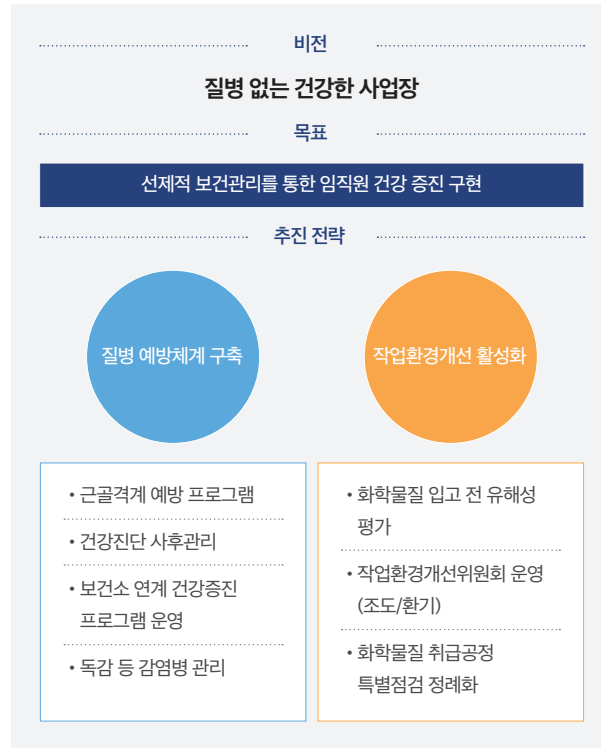 비전
질병 없는 건강한 사업장
목표
선제적 보건관리를 통한 임직원 건강 증진 구현
추진 전략
질병 예방체계 구축
작업환경개선 활성화
• 근골격계 예방 프로그램
• 건강진단 사후관리
• 보건소 연계 건강증진
프로그램 운영
• 독감 등 감염병 관리
• 화학물질 입고 전 유해성
평가
• 작업환경개선위원회 운영
(조도/환기)
• 화학물질 취급공정
특별점검 정례화